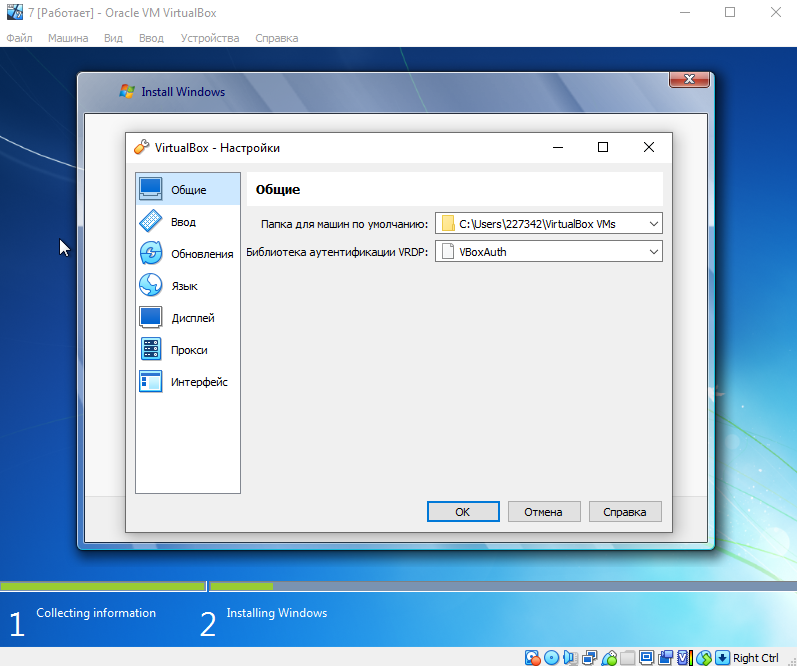 7 [Работает] - Oracle VM VirtualBox
Файл Машина Вид Ввод Устройства Справка
Install Windows
VirtualBox - Настройки
Общие
Ввод
Обновления
Язык
Дисплей
Прокси
Интерфейс
Общие
Папка для машин по умолчанию: C:\Users\227342\VirtualBox VMs
Библиотека аутентификации VRDP: VBoxAuth
OK Отмена Справка
1 Collecting information 2 Installing Windows
Right Ctrl